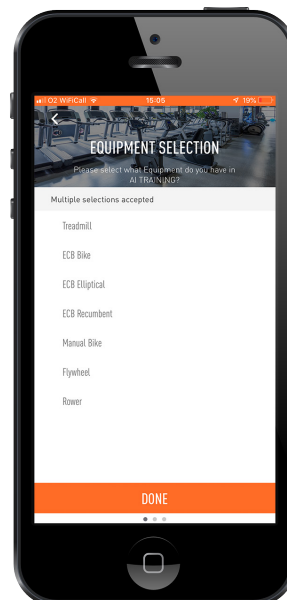 O2 WiFiCall 15:05 19%
EQUIPMENT SELECTION
Please select what Equipment do you have in
AI TRAINING?
Multiple selections accepted
Treadmill
ECB Bike
ECB Elliptical
ECB Recumbent
Manual Bike
Flywheel
Rower
DONE